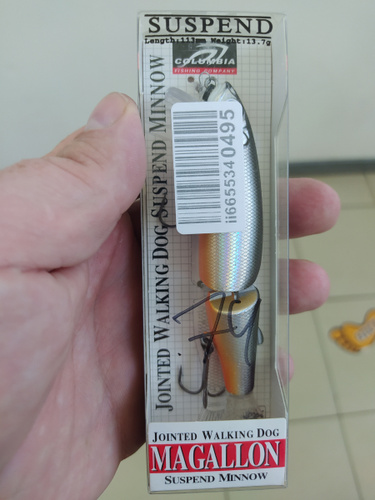 SUSPEND
Length:113mm Weight:13.7g
COLUMBIA
FISHING COMPANY
JOINTED WALKING DOG SUSPEND MINNOW
ii66553440495
JOINTED WALKING DOG
MAGALLON
SUSPEND MINNOW